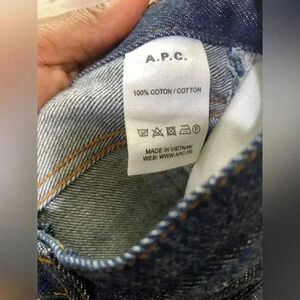 A.P.C.
100% COTON / COTTON
MADE IN VIETNAM
WEB: WWW.APC.FR